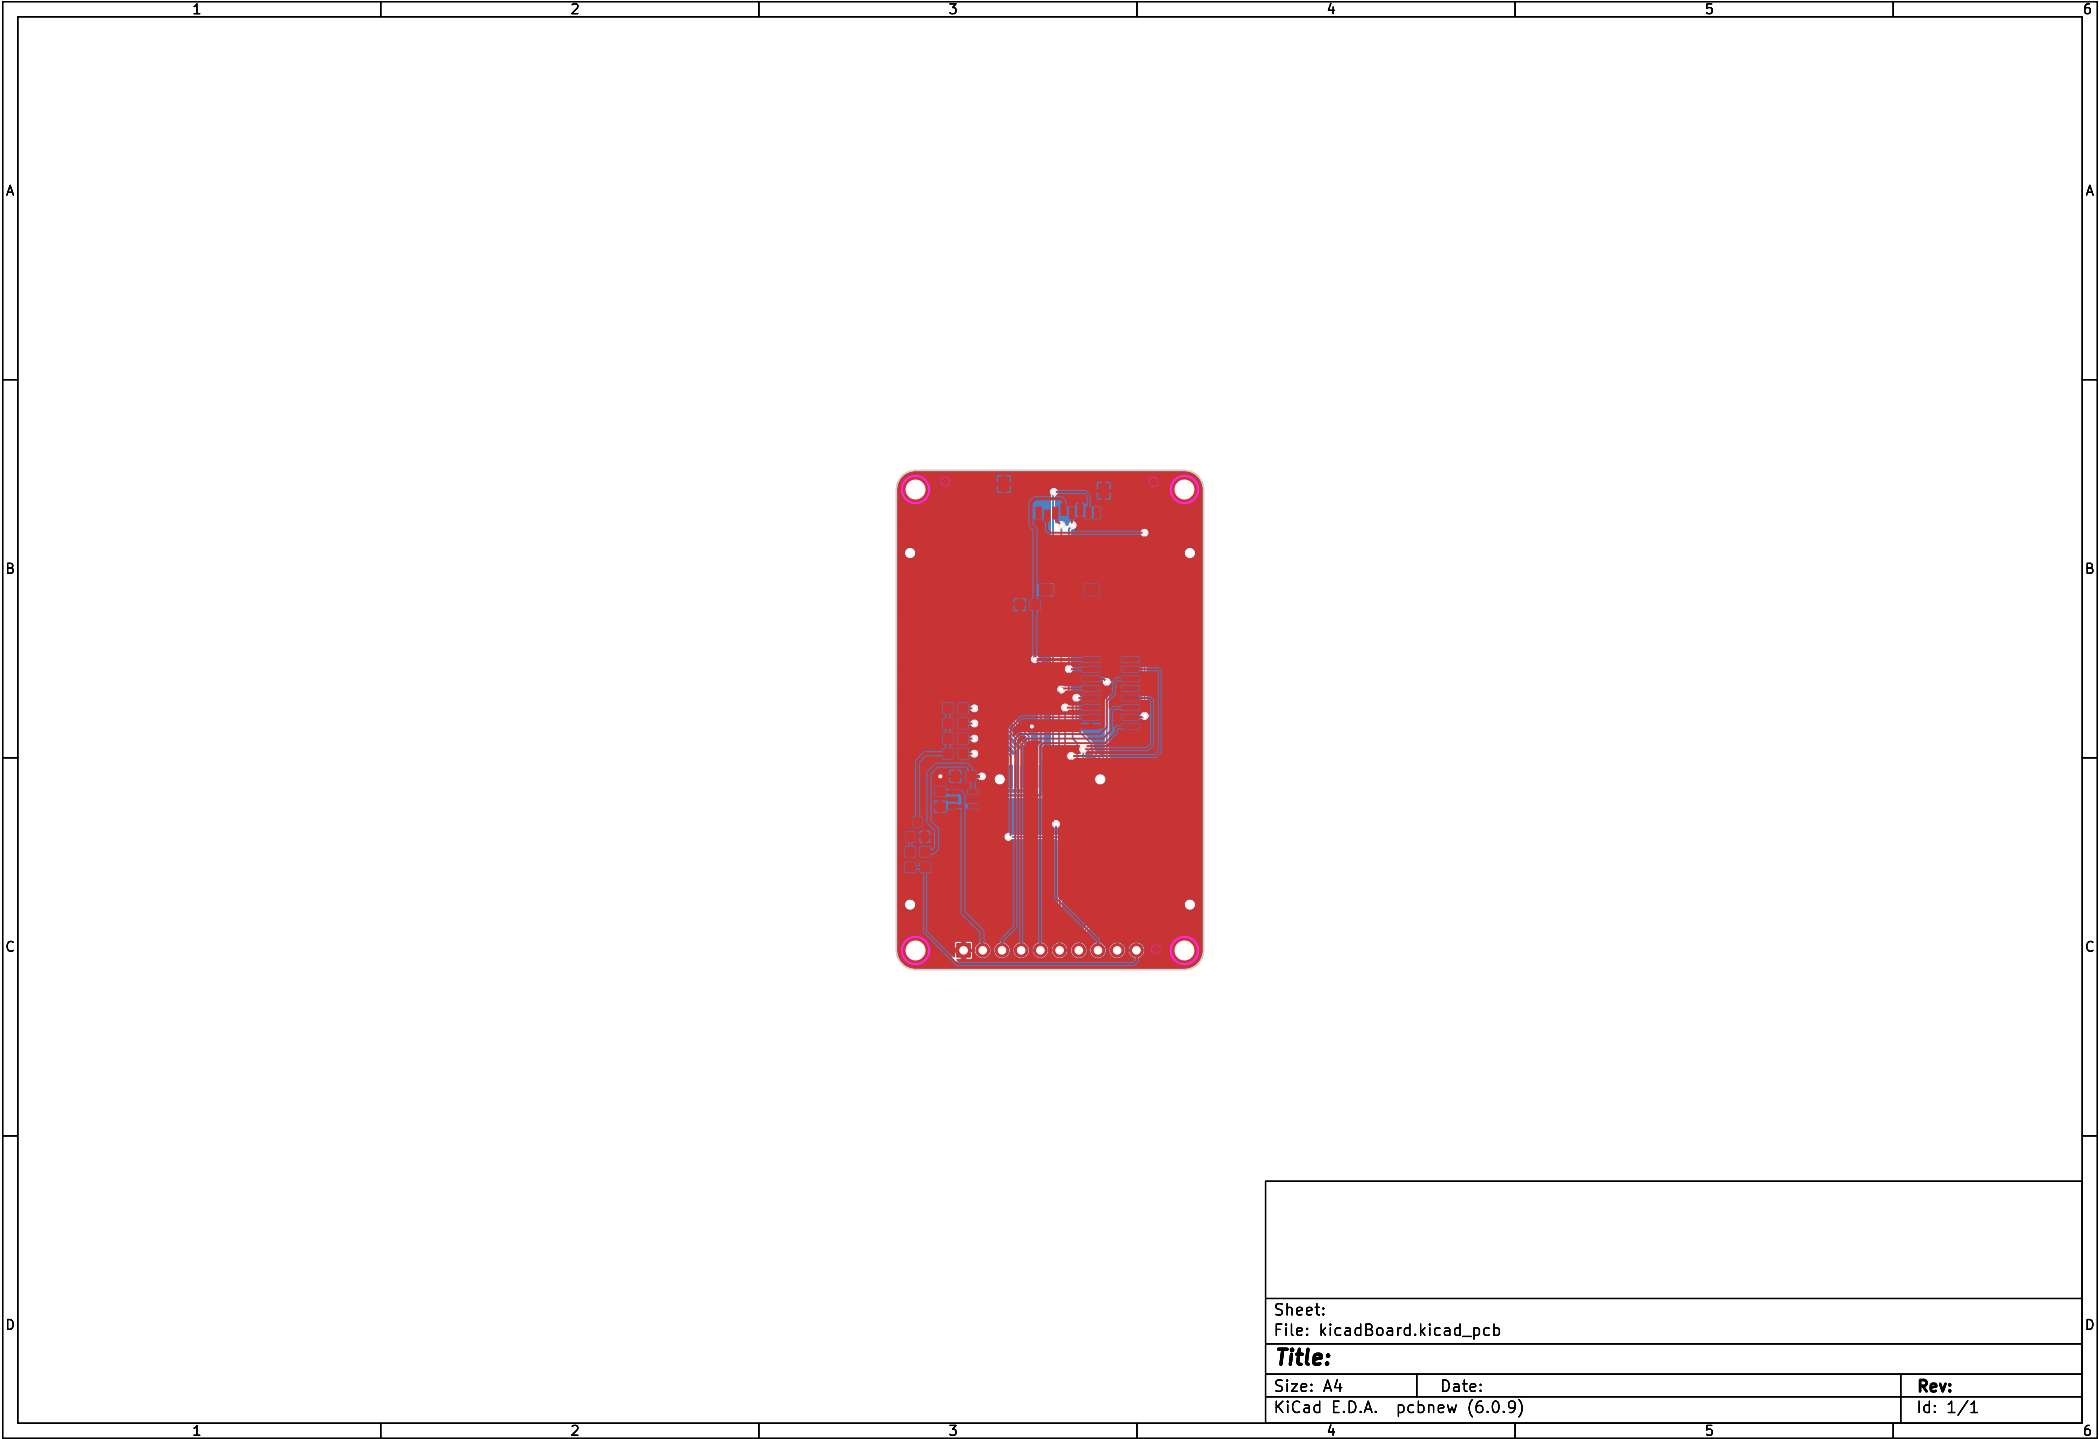 1 2 3 4 5 6
A A
B B
C C
D D
Sheet:
File: kicadBoard.kicad_pcb
Title:
Size: A4 Date: Rev:
KiCad E.D.A. pcbnew (6.0.9) Id: 1/1
1 2 3 4 5 6